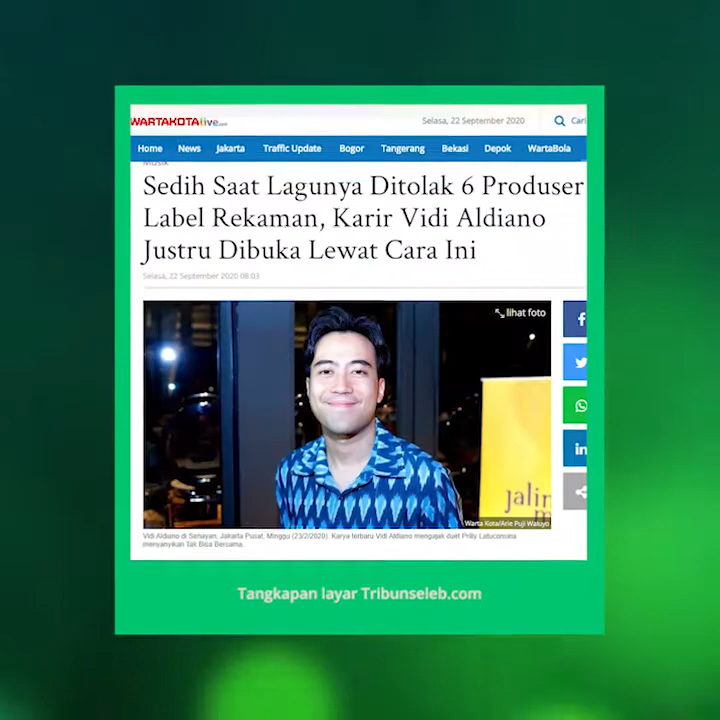 WARTAKOTAlive.com
Selasa, 22 September 2020
Cari
Home News Jakarta Traffic Update Bogor Tangerang Bekasi Depok WartaBola
Musik
Sedih Saat Lagunya Ditolak 6 Produser
Label Rekaman, Karir Vidi Aldiano
Justru Dibuka Lewat Cara Ini
Selasa, 22 September 2020 08:03
lihat foto
jalin
Warta Kota/Arie Puji Waluyo
Vidi Aldiano di Senayan, Jakarta Pusat, Minggu (23/2/2020). Karya terbaru Vidi Aldiano mengajak duet Prilly Latuconsina
menyanyikan Tak Bisa Bersama.
Tangkapan layar Tribunseleb.com